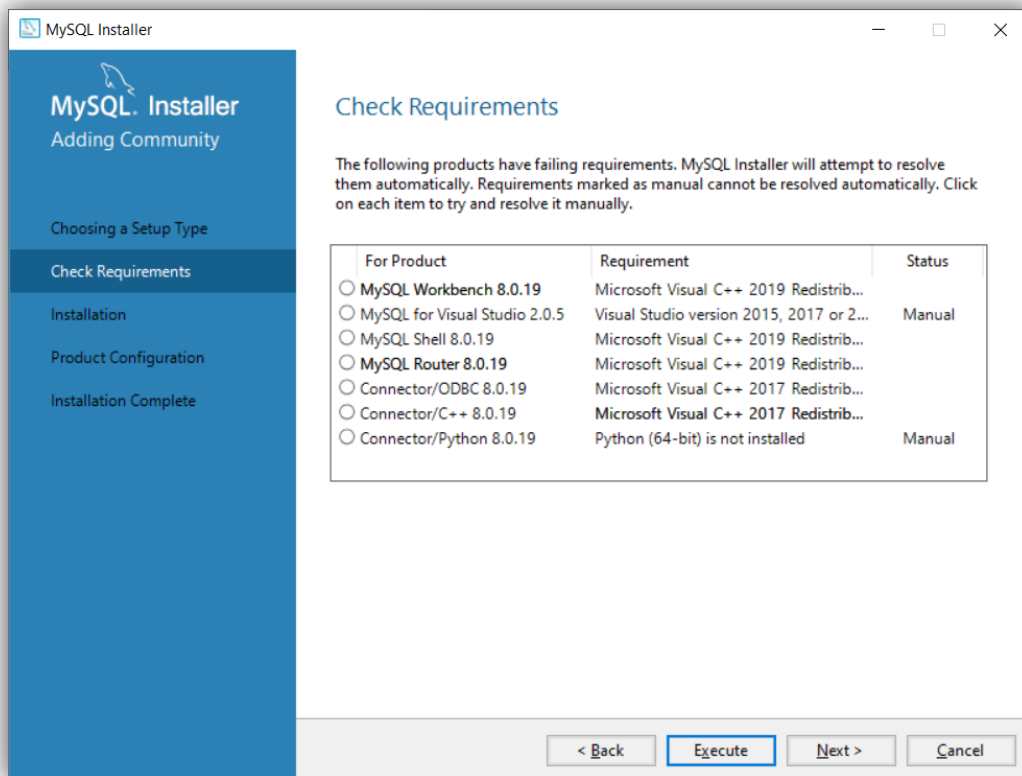 MySQL Installer
MySQL. Installer
Adding Community
Choosing a Setup Type
Check Requirements
Installation
Product Configuration
Installation Complete
Check Requirements
The following products have failing requirements. MySQL Installer will attempt to resolve
them automatically. Requirements marked as manual cannot be resolved automatically. Click
on each item to try and resolve it manually.
For Product Requirement Status
MySQL Workbench 8.0.19 Microsoft Visual C++ 2019 Redistrib...
MySQL for Visual Studio 2.0.5 Visual Studio version 2015, 2017 or 2... Manual
MySQL Shell 8.0.19 Microsoft Visual C++ 2019 Redistrib...
MySQL Router 8.0.19 Microsoft Visual C++ 2019 Redistrib...
Connector/ODBC 8.0.19 Microsoft Visual C++ 2017 Redistrib...
Connector/C++ 8.0.19 Microsoft Visual C++ 2017 Redistrib...
Connector/Python 8.0.19 Python (64-bit) is not installed Manual
< Back Execute Next > Cancel